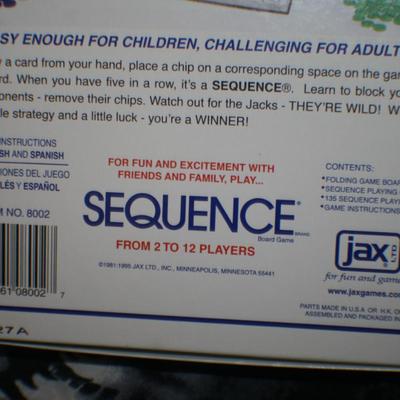 SY ENOUGH FOR CHILDREN, CHALLENGING FOR ADULT
a card from your hand, place a chip on a corresponding space on the gam
rd. When you have five in a row, it's a SEQUENCE®. Learn to block yo
onents - remove their chips. Watch out for the Jacks - THEY'RE WILD! W
le strategy and a little luck - you're a WINNER!
INSTRUCTIONS
SH AND SPANISH
CIONES DEL JUEGO
LÉS Y ESPAÑOL
M NO. 8002
FOR FUN AND EXCITEMENT WITH
FRIENDS AND FAMILY, PLAY...
SEQUENCE®
BRAND
Board Game
FROM 2 TO 12 PLAYERS
©1981-1995 JAX LTD., INC., MINNEAPOLIS, MINNESOTA 55441
CONTENTS:
*FOLDING GAME BOAR
*SEQUENCE PLAYING
*135 SEQUENCE PLAY
*GAME INSTRUCTIONS
jax LTD
for fun and game
www.jaxgames.com
PARTS MADE IN U.S.A. OR H.K. O
ASSEMBLED AND PACKAGED IN
61 08002 7
27 A